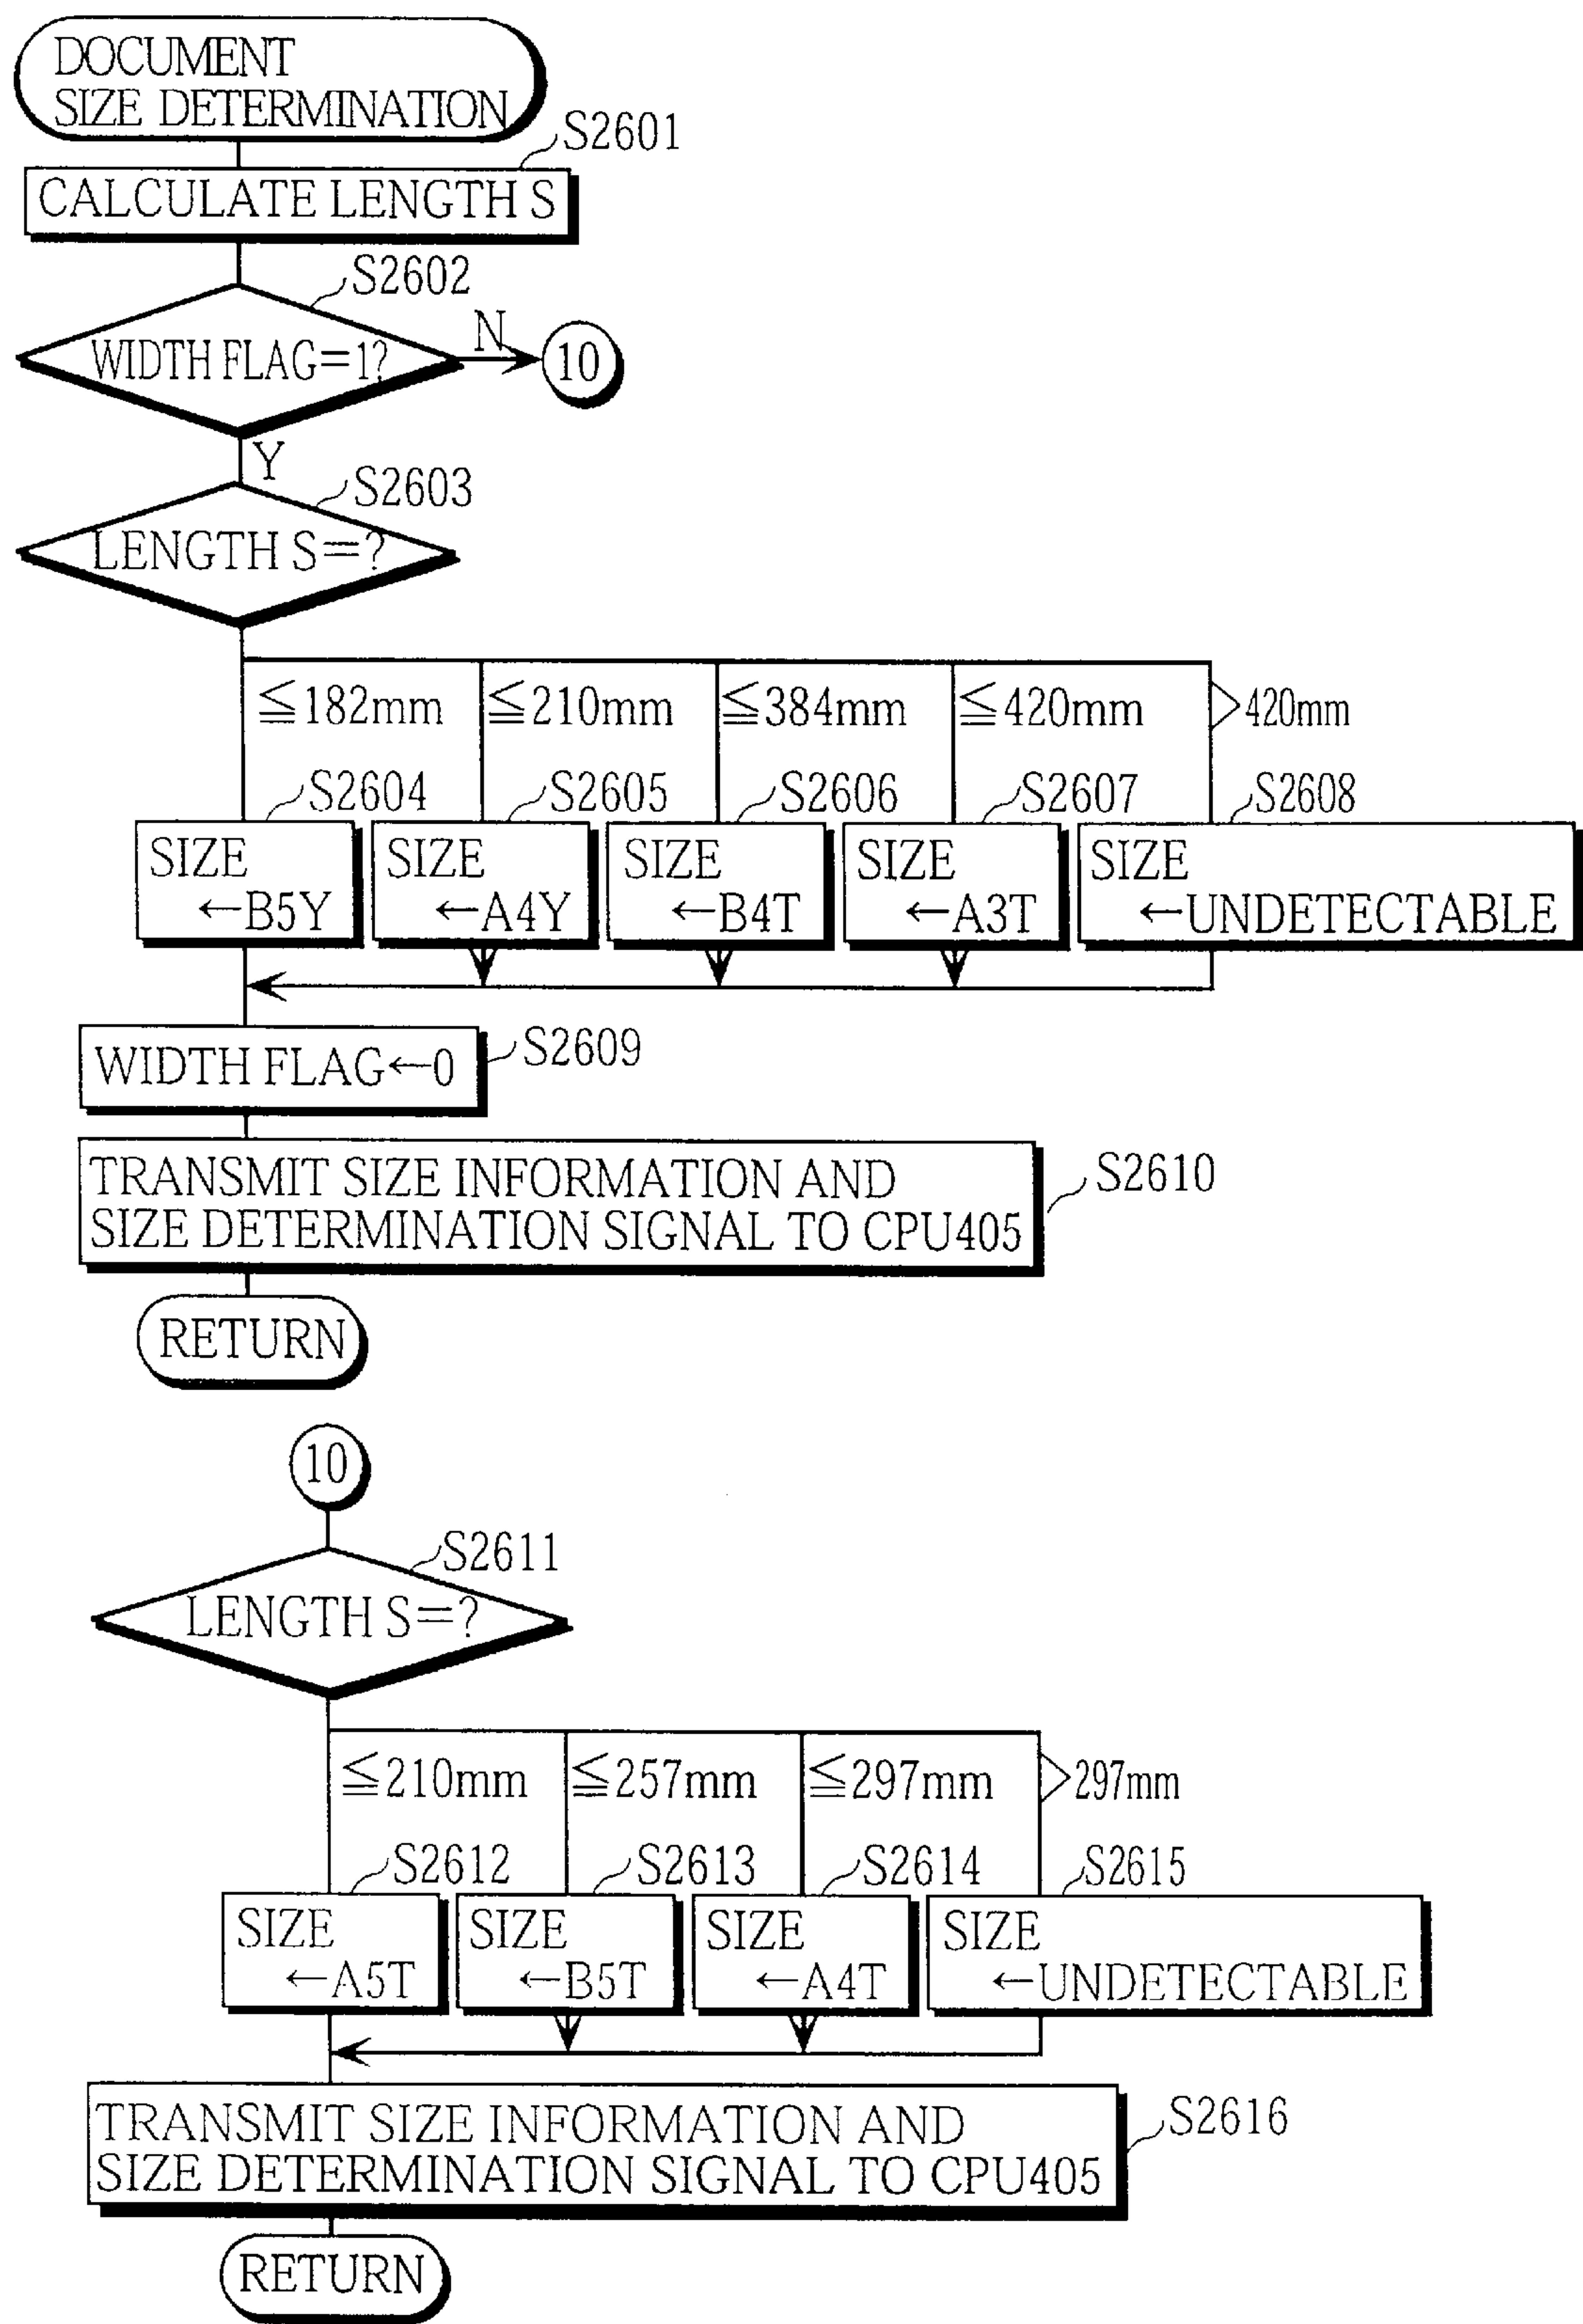 DOCUMENT
SIZE DETERMINATION
S2601
CALCULATE LENGTH S
S2602
WIDTH FLAG=1?
N
10
Y
S2603
LENGTH S=?
≦182mm
≦210mm
≦384mm
≦420mm
>420mm
S2604
S2605
S2606
S2607
S2608
SIZE
←B5Y
SIZE
←A4Y
SIZE
←B4T
SIZE
←A3T
SIZE
←UNDETECTABLE
S2609
WIDTH FLAG←0
TRANSMIT SIZE INFORMATION AND
SIZE DETERMINATION SIGNAL TO CPU405
S2610
RETURN
10
S2611
LENGTH S=?
≦210mm
≦257mm
≦297mm
>297mm
S2612
S2613
S2614
S2615
SIZE
←A5T
SIZE
←B5T
SIZE
←A4T
SIZE
←UNDETECTABLE
TRANSMIT SIZE INFORMATION AND
SIZE DETERMINATION SIGNAL TO CPU405
S2616
RETURN